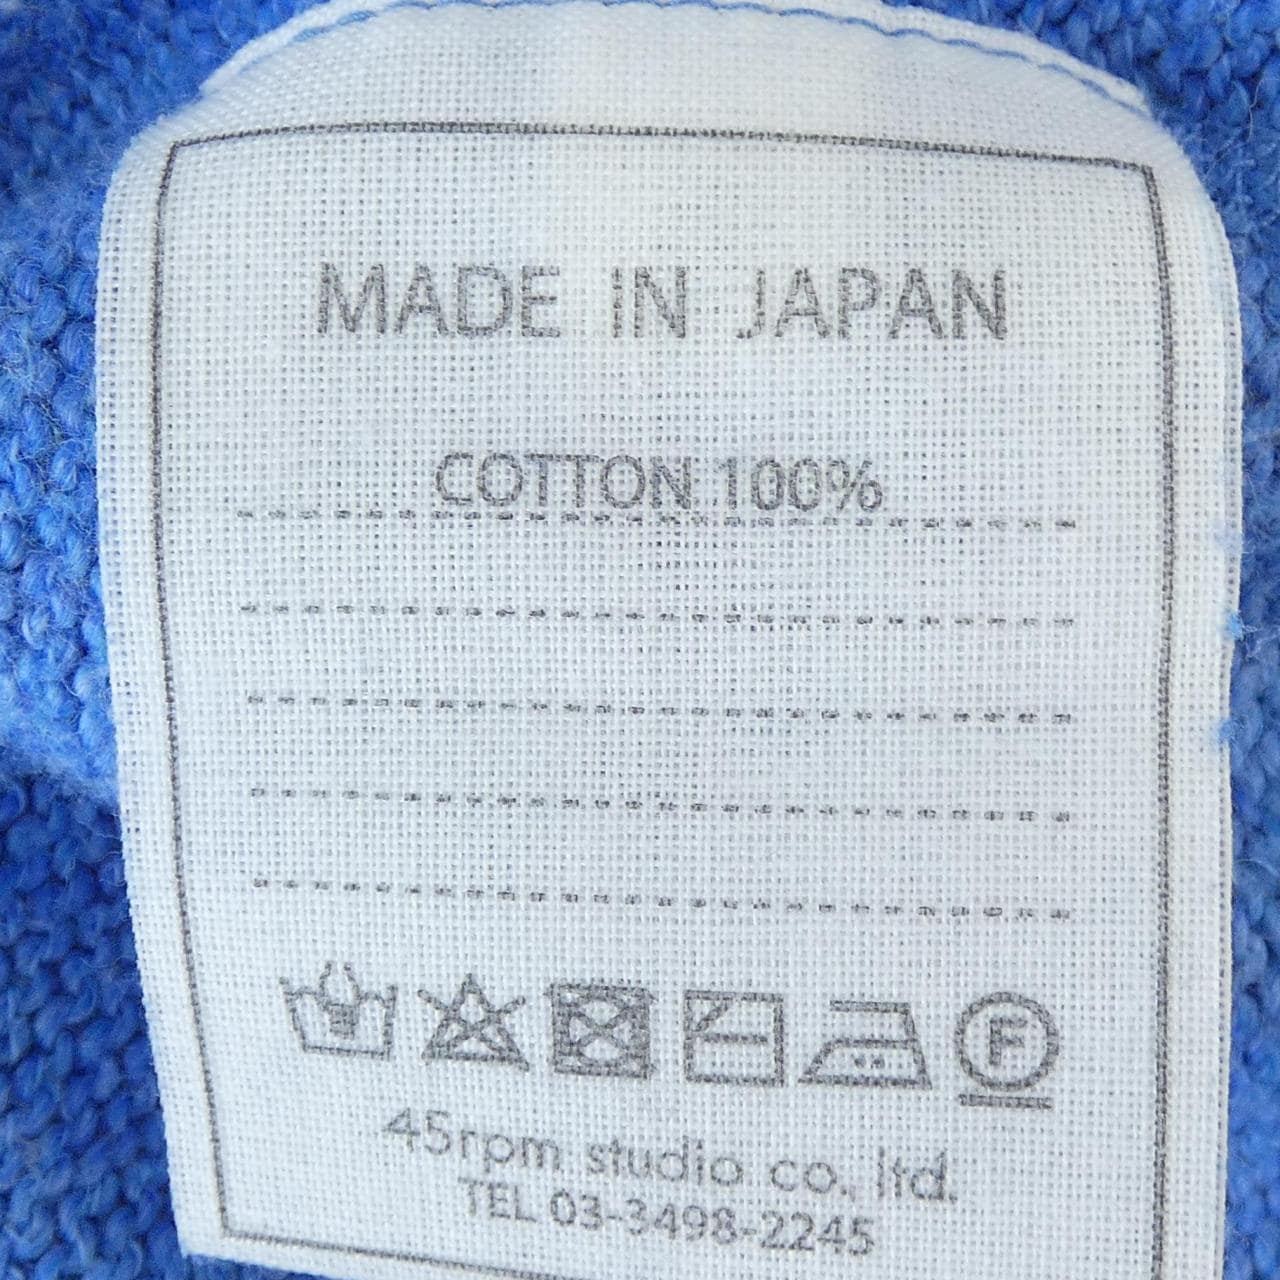 MADE IN JAPAN
COTTON 100%
F
45rpm studio co., ltd.
TEL 03-3498-2245